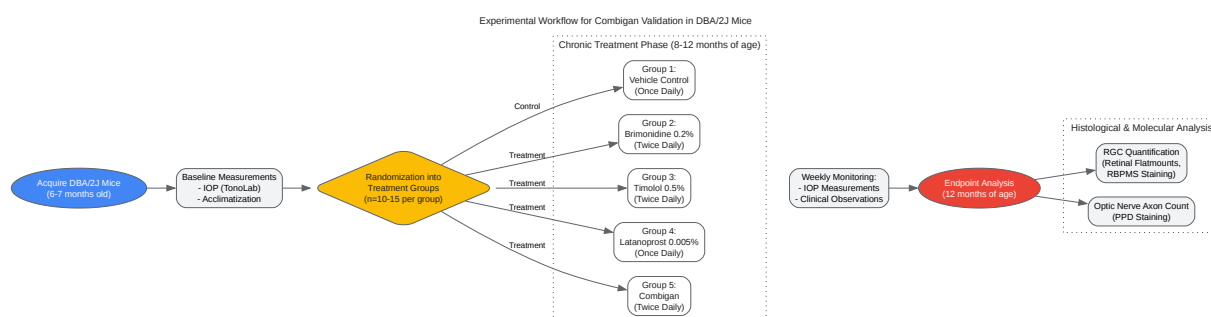 Experimental Workflow for Combigan Validation in DBA/2J Mice
Chronic Treatment Phase (8-12 months of age)
Acquire DBA/2J Mice
(6-7 months old)
Baseline Measurements
- IOP (TonoLab)
- Acclimatization
Randomization into
Treatment Groups
(n=10-15 per group)
Control
Treatment
Treatment
Treatment
Treatment
Group 1:
Vehicle Control
(Once Daily)
Group 2:
Brimonidine 0.2%
(Twice Daily)
Group 3:
Timolol 0.5%
(Twice Daily)
Group 4:
Latanoprost 0.005%
(Once Daily)
Group 5:
Combigan
(Twice Daily)
Weekly Monitoring:
- IOP Measurements
- Clinical Observations
Endpoint Analysis
(12 months of age)
Histological & Molecular Analysis
RGC Quantification
(Retinal Flatmounts,
RBPMS Staining)
Optic Nerve Axon Count
(PPD Staining)